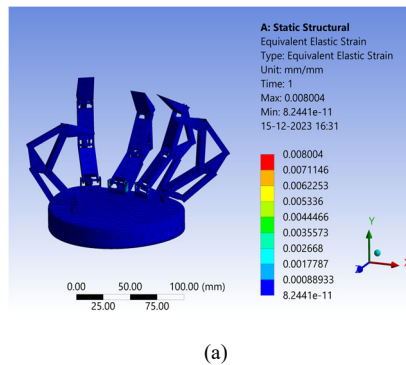 A: Static Structural
Equivalent Elastic Strain
Type: Equivalent Elastic Strain
Unit: mm/mm
Time: 1
Max: 0.008004
Min: 8.2441e-11
15-12-2023 16:31
0.008004
0.0071146
0.0062253
0.005336
0.0044466
0.0035573
0.002668
0.0017787
0.00088933
8.2441e-11
Y
X
0.00 50.00 100.00 (mm)
25.00 75.00
(a)